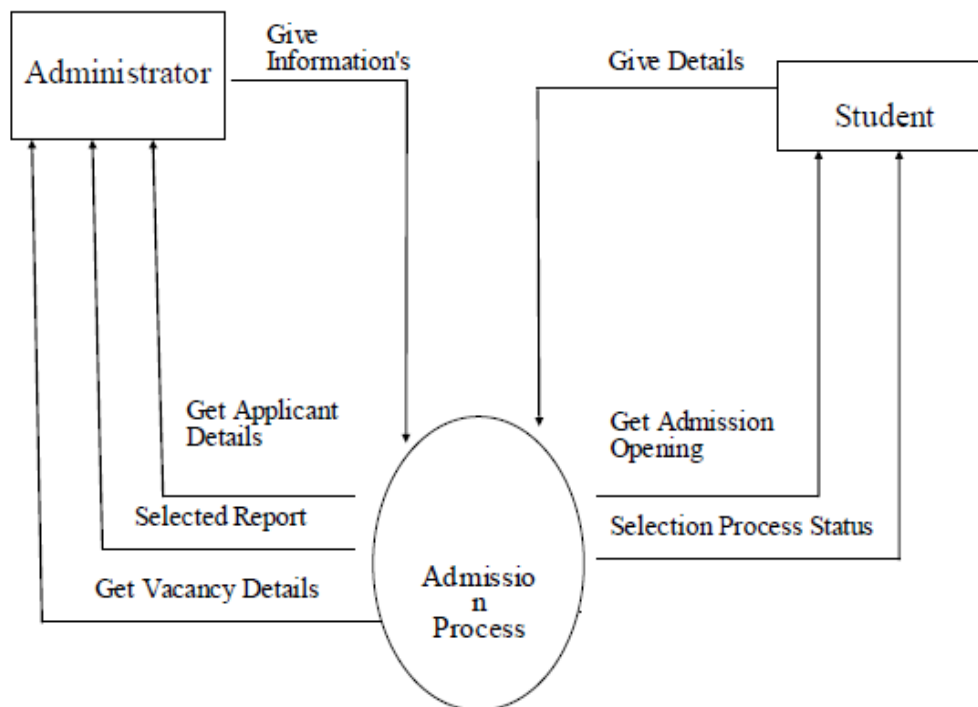 Give
Information's
Administrator
Give Details
Student
Get Applicant
Details
Get Admission
Opening
Selected Report
Selection Process Status
Get Vacancy Details
Admissio
n
Process